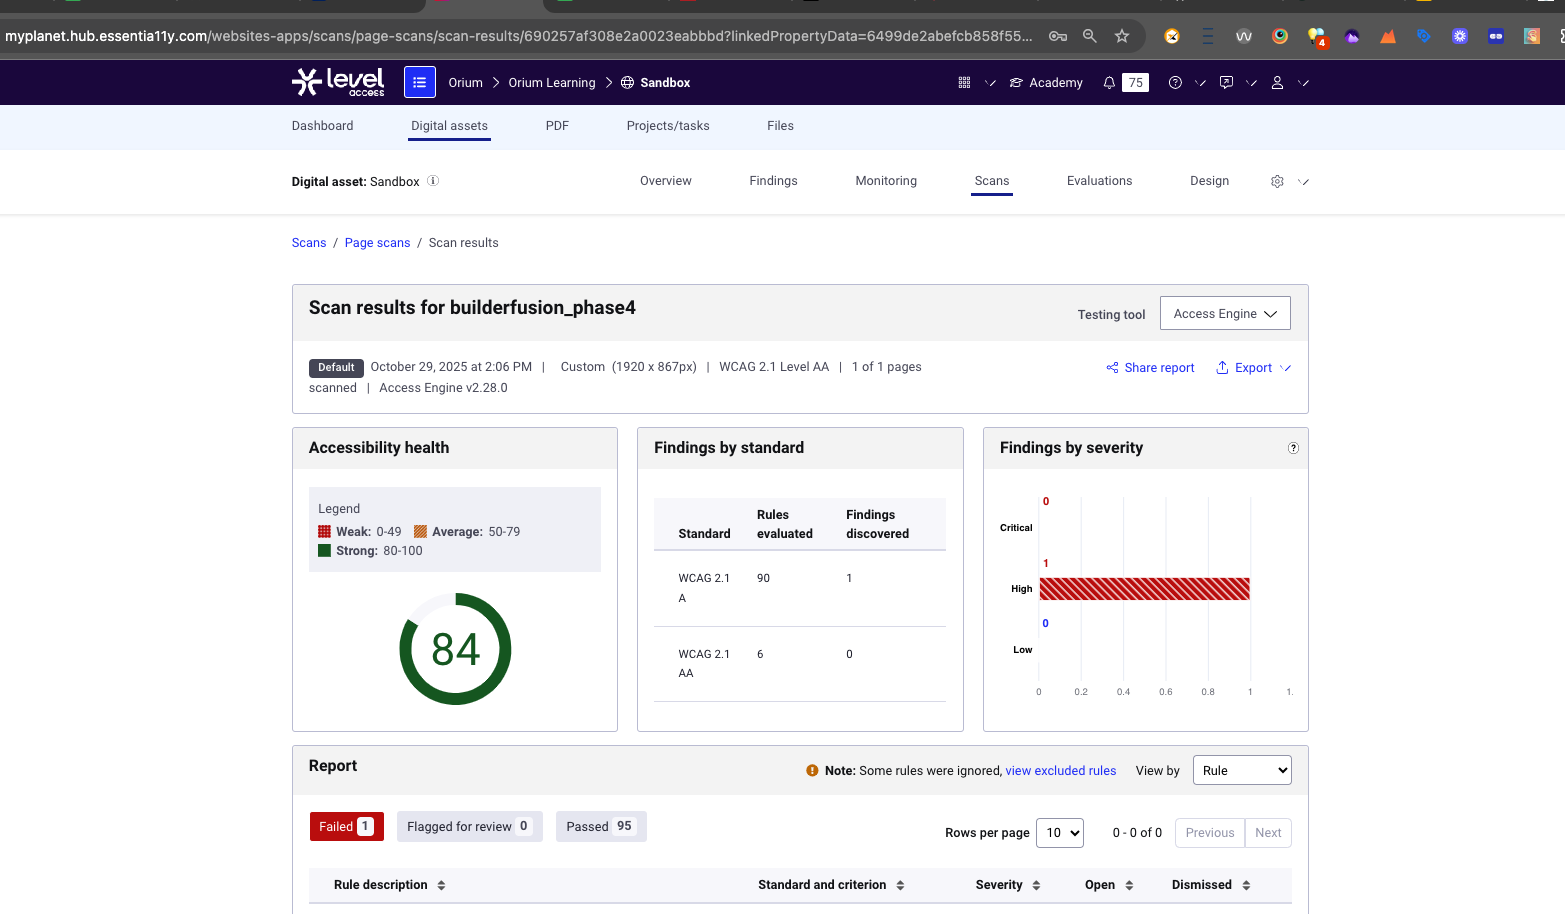 myplanet.hub.essentia11y.com/websites-apps/scans/page-scans/scan-results/690257af308e2a0023eabbbd?linkedPropertyData=6499de2abefcb858f55...
4
level access
Orium > Orium Learning > Sandbox
Academy
75
Dashboard
Digital assets
PDF
Projects/tasks
Files
Digital asset: Sandbox
Overview
Findings
Monitoring
Scans
Evaluations
Design
Scans / Page scans / Scan results
Scan results for builderfusion_phase4
Testing tool
Access Engine
Default October 29, 2025 at 2:06 PM | Custom (1920 x 867px) | WCAG 2.1 Level AA | 1 of 1 pages
scanned | Access Engine v2.28.0
Share report
Export
Accessibility health
Legend
Weak: 0-49 Average: 50-79
Strong: 80-100
84
Findings by standard
Standard
Rules evaluated
Findings discovered
WCAG 2.1 A
90
1
WCAG 2.1 AA
6
0
Findings by severity
?
0
Critical
1
High
0
Low
0 0.2 0.4 0.6 0.8 1 1.
Report
Note: Some rules were ignored, view excluded rules
View by
Rule
Failed 1
Flagged for review 0
Passed 95
Rows per page
10
0 - 0 of 0
Previous
Next
Rule description
Standard and criterion
Severity
Open
Dismissed